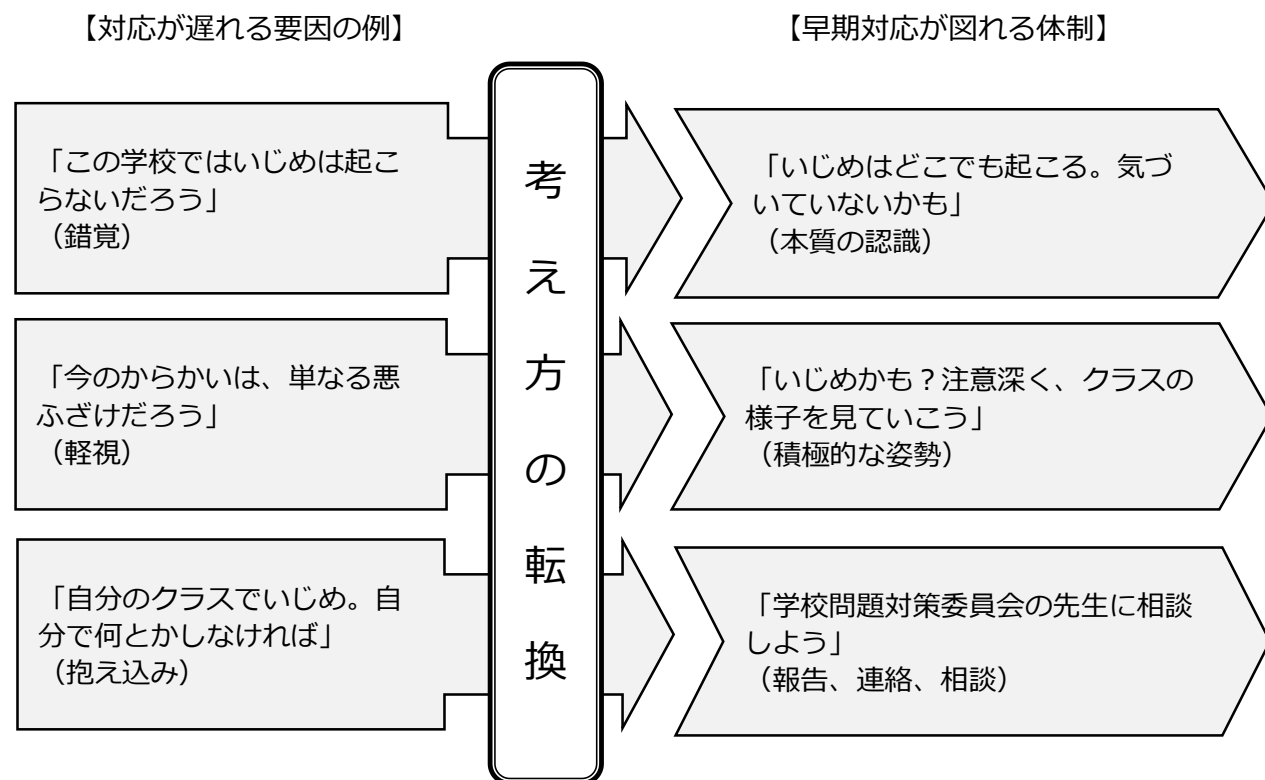 【対応が遅れる要因の例】
【早期対応が図れる体制】
「この学校ではいじめは起こ
らないだろう」
（錯覚）
考え方の転換
「いじめはどこでも起こる。気づ
いていないかも」
（本質の認識）
「今のからかいは、単なる悪
ふざけだろう」
（軽視）
「いじめかも？注意深く、クラスの
様子を見ていこう」
（積極的な姿勢）
「自分のクラスでいじめ。自
分で何とかしなければ」
（抱え込み）
「学校問題対策委員会の先生に相談
しよう」
（報告、連絡、相談）